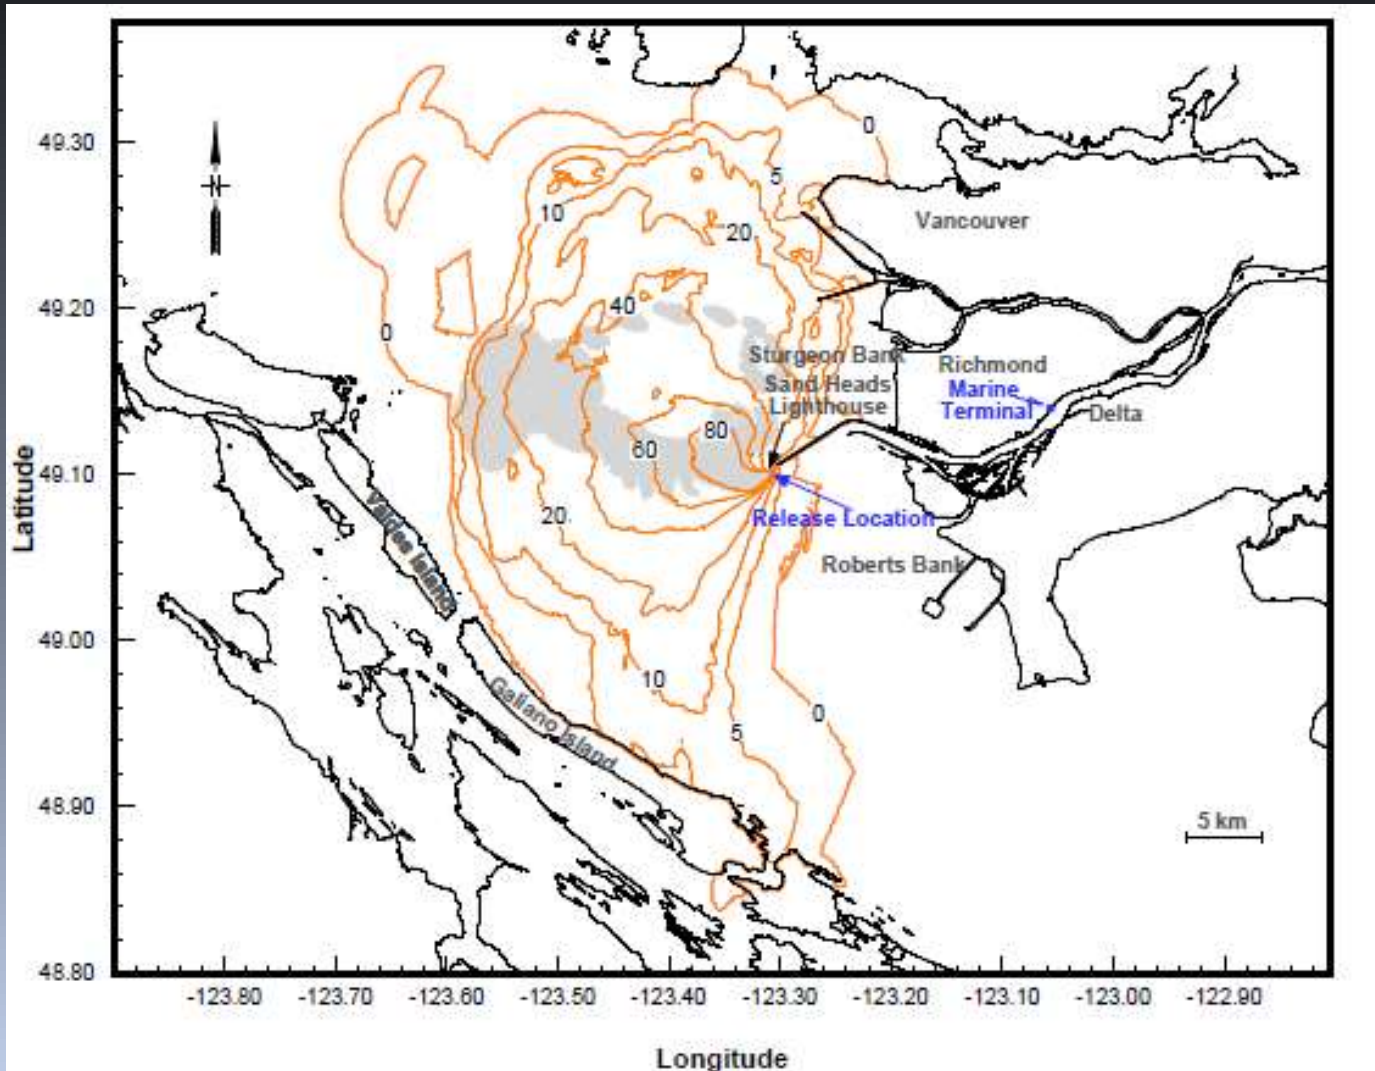 49.30
49.20
49.10
49.00
48.90
48.80
Latitude
N
0
5
10
20
40
0
Vancouver
Sturgeon Bank
Sand Heads
Lighthouse
Richmond
Marine
Terminal
Delta
80
60
20
Release Location
Roberts Bank
Valdes Island
Galiano Island
10
5
0
5 km
-123.80
-123.70
-123.60
-123.50
-123.40
-123.30
-123.20
-123.10
-123.00
-122.90
Longitude